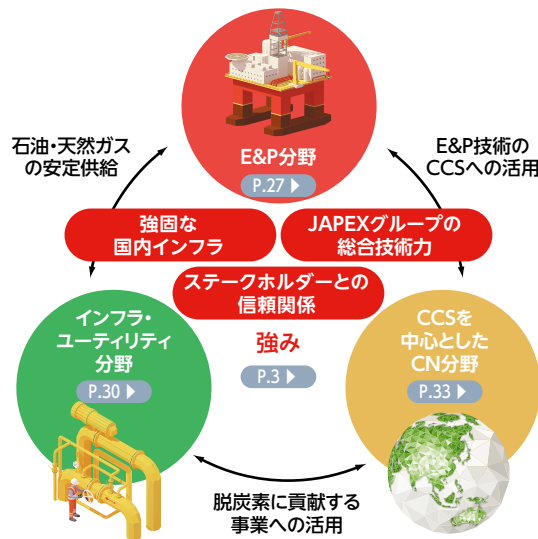 E&P分野
P.27
石油・天然ガス
の安定供給
E&P技術の
CCSへの活用
強固な
国内インフラ
JAPEXグループの
総合技術力
ステークホルダーとの
信頼関係
強み
P.3
インフラ・
ユーティリティ
分野
P.30
CCSを
中心とした
CN分野
P.33
脱炭素に貢献する
事業への活用